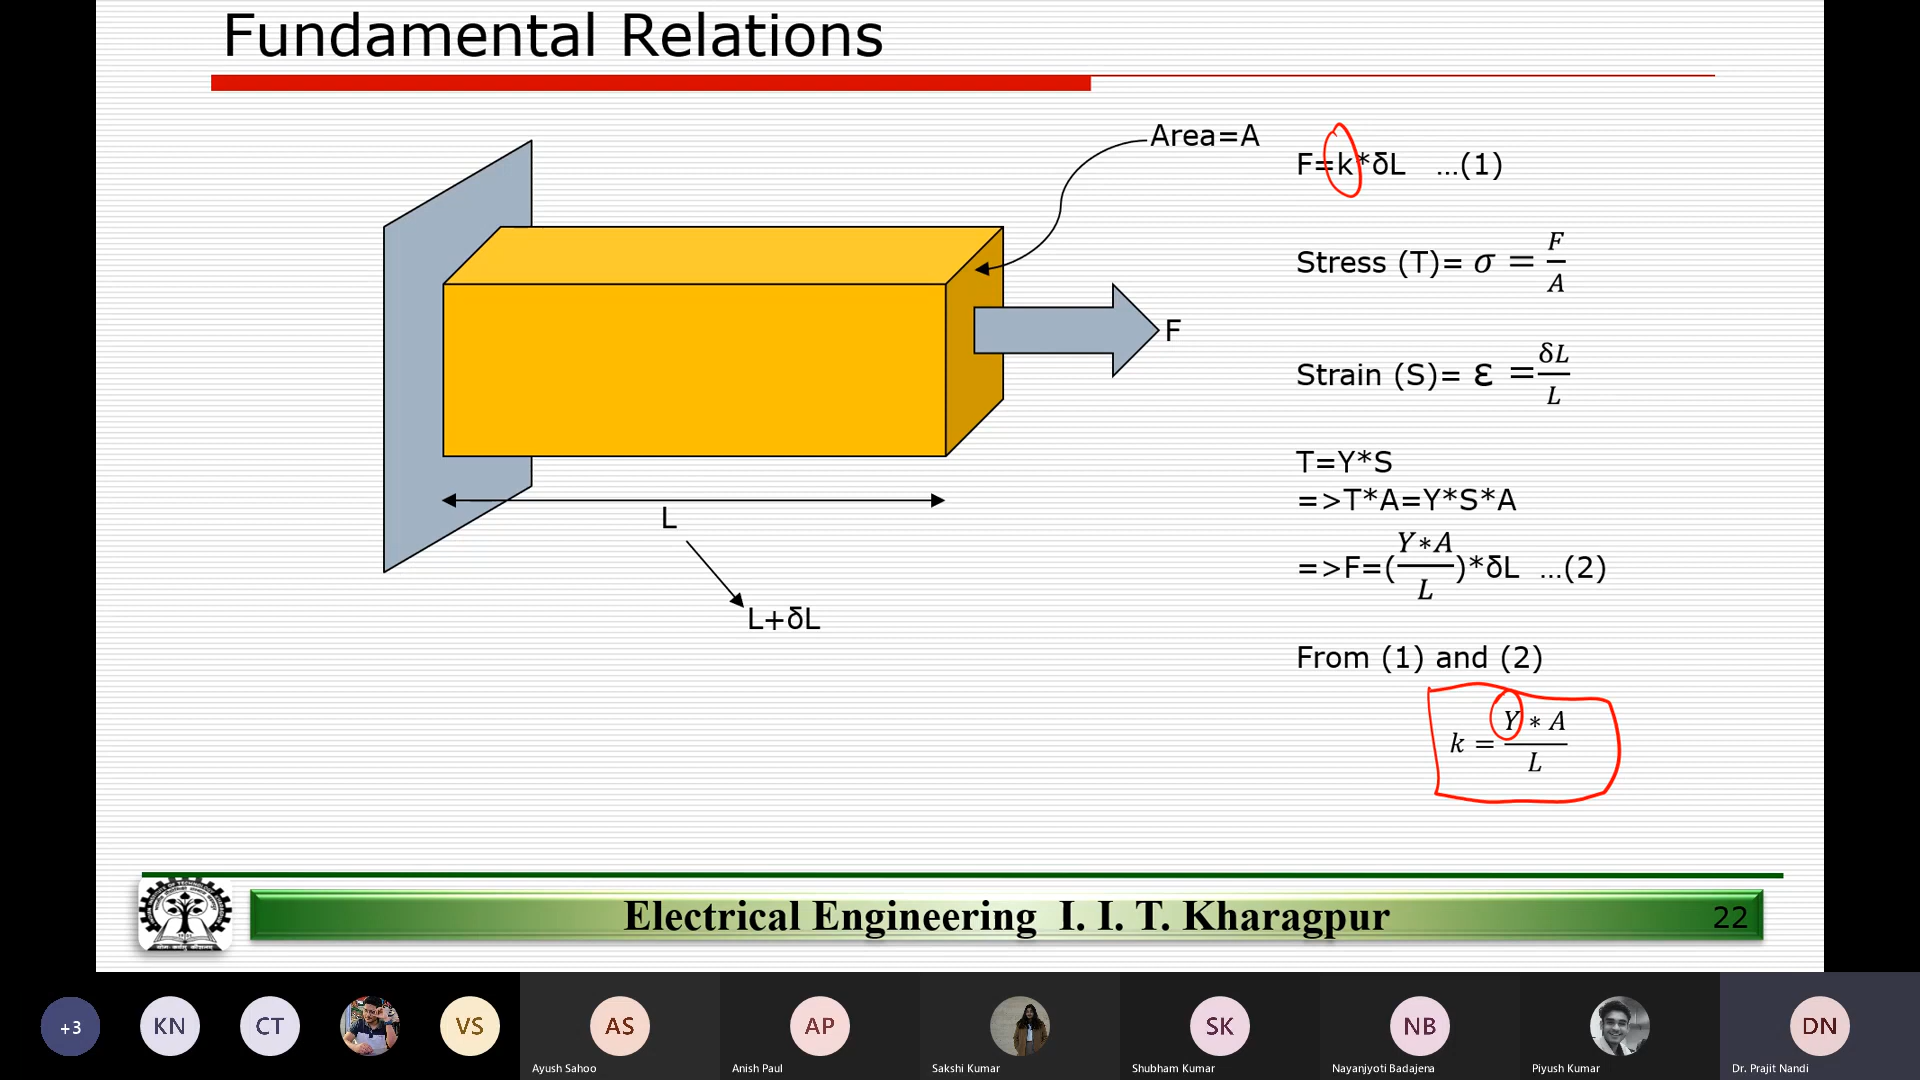 Fundamental Relations
Area=A
F
L
L+δL
F=k*δL …(1)
Stress (T)= σ = F/A
Strain (S)= ε = δL/L
T=Y*S
=>T*A=Y*S*A
=>F=(Y∗A/L)*δL …(2)
From (1) and (2)
k = Y ∗ A/L
Electrical Engineering I. I. T. Kharagpur
22
+3
KN
CT
VS
AS
AP
SK
NB
DN
Ayush Sahoo
Anish Paul
Sakshi Kumar
Shubham Kumar
Nayanjyoti Badajena
Piyush Kumar
Dr. Prajit Nandi